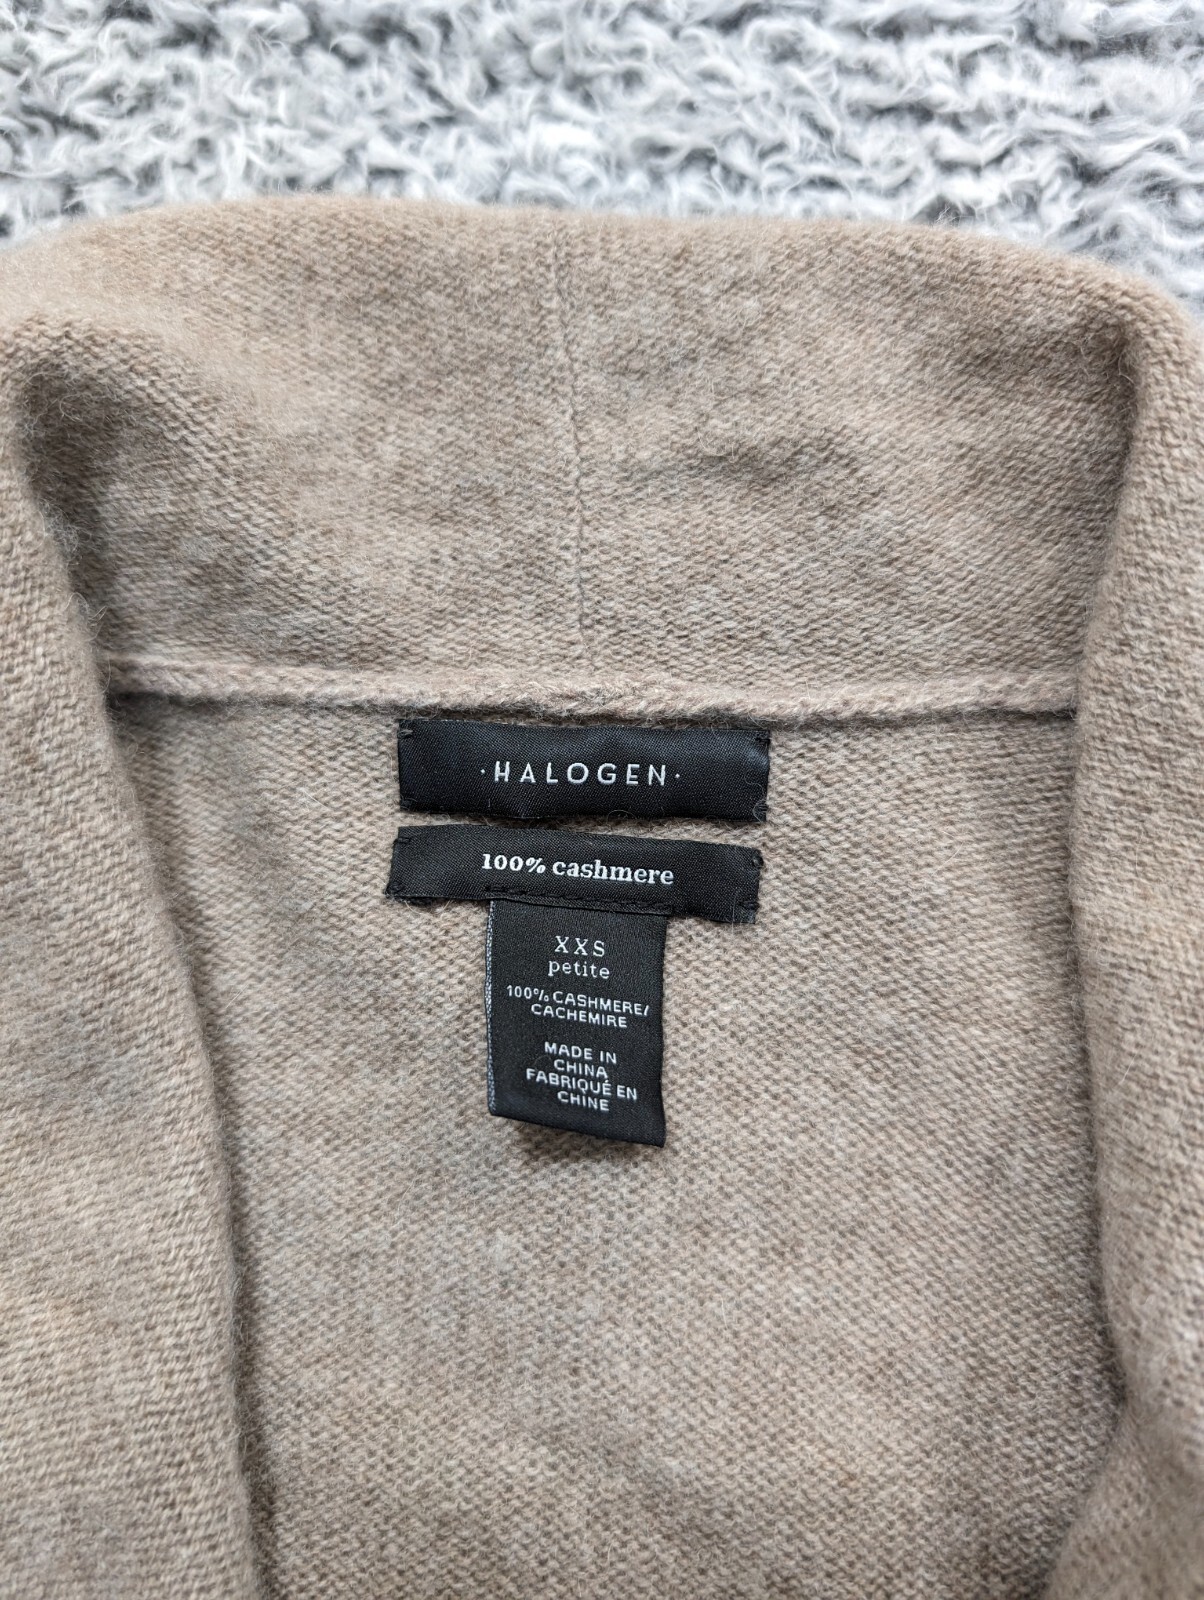 ·HALOGEN·
100% cashmere
XXS
petite
100% CASHMERE/
CACHEMIRE
MADE IN
CHINA
FABRIQUÉ EN
CHINE